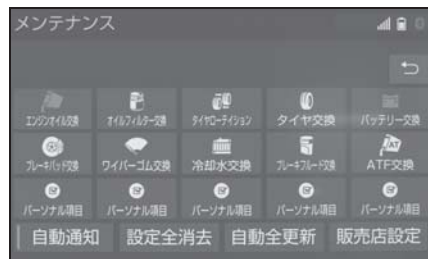 メンテナンス
エンジンオイル交換 オイルフィルター交換 タイヤローテイション タイヤ交換 バッテリー交換
ブレーキパッド交換 ワイパーゴム交換 冷却水交換 ブレーキフルード交換 ATF交換
パーソナル項目 パーソナル項目 パーソナル項目 パーソナル項目 パーソナル項目
自動通知 設定全消去 自動全更新 販売店設定